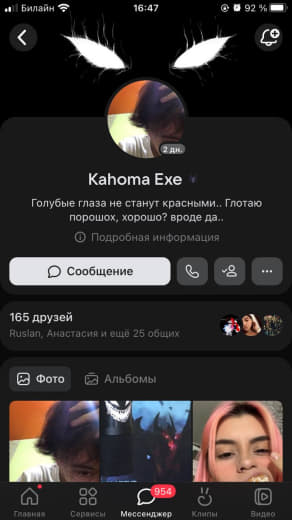 Билайн 16:47 92 %
2 дн.
Kahoma Exe
Голубые глаза не станут красными.. Глотаю
порошох, хорошо? вроде да..
Подробная информация
Сообщение
165 друзей
Ruslan, Анастасия и ещё 25 общих
Фото Альбомы
954
Главная Сервисы Мессенджер Клипы Видео